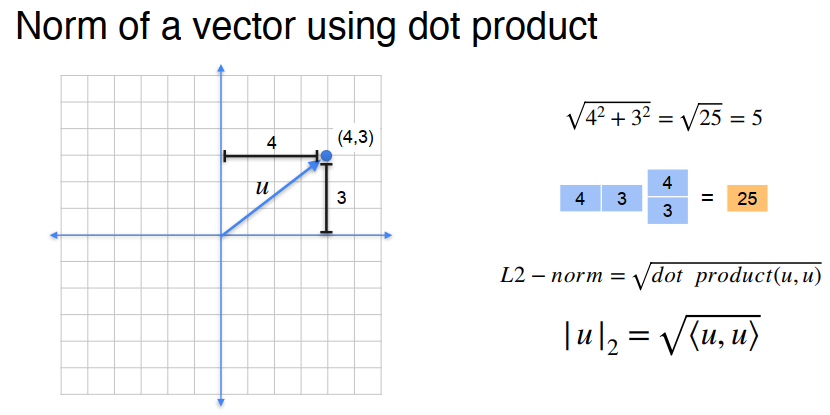 Norm of a vector using dot product
4
(4,3)
u
3
√4² + 3² = √25 = 5
4 3 4 = 25
3
L2 − norm = √dot product(u, u)
|u|₂ = √⟨u, u⟩